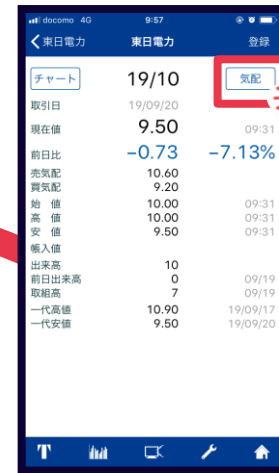 docomo 4G 9:57
東日電力 東日電力 登録
チャート 19/10 気配
取引日 19/09/20
現在値 9.50 09:31
前日比 −0.73 −7.13%
売気配 10.60
買気配 9.20
始 値 10.00 09:31
高 値 10.00 09:31
安 値 9.50 09:31
帳入値
出来高 10
前日出来高 0 09/19
取組高 7 09/19
一代高値 10.90 19/09/17
一代安値 9.50 19/09/20
T